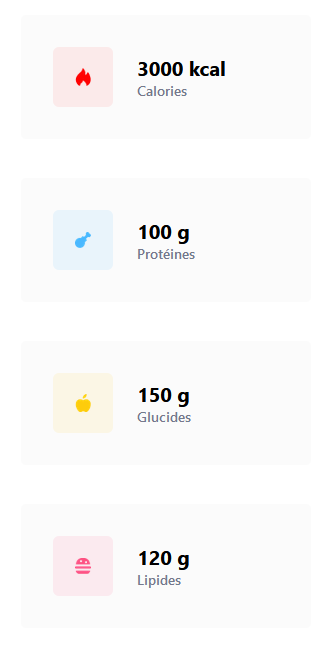 3000 kcal
Calories
100 g
Protéines
150 g
Glucides
120 g
Lipides